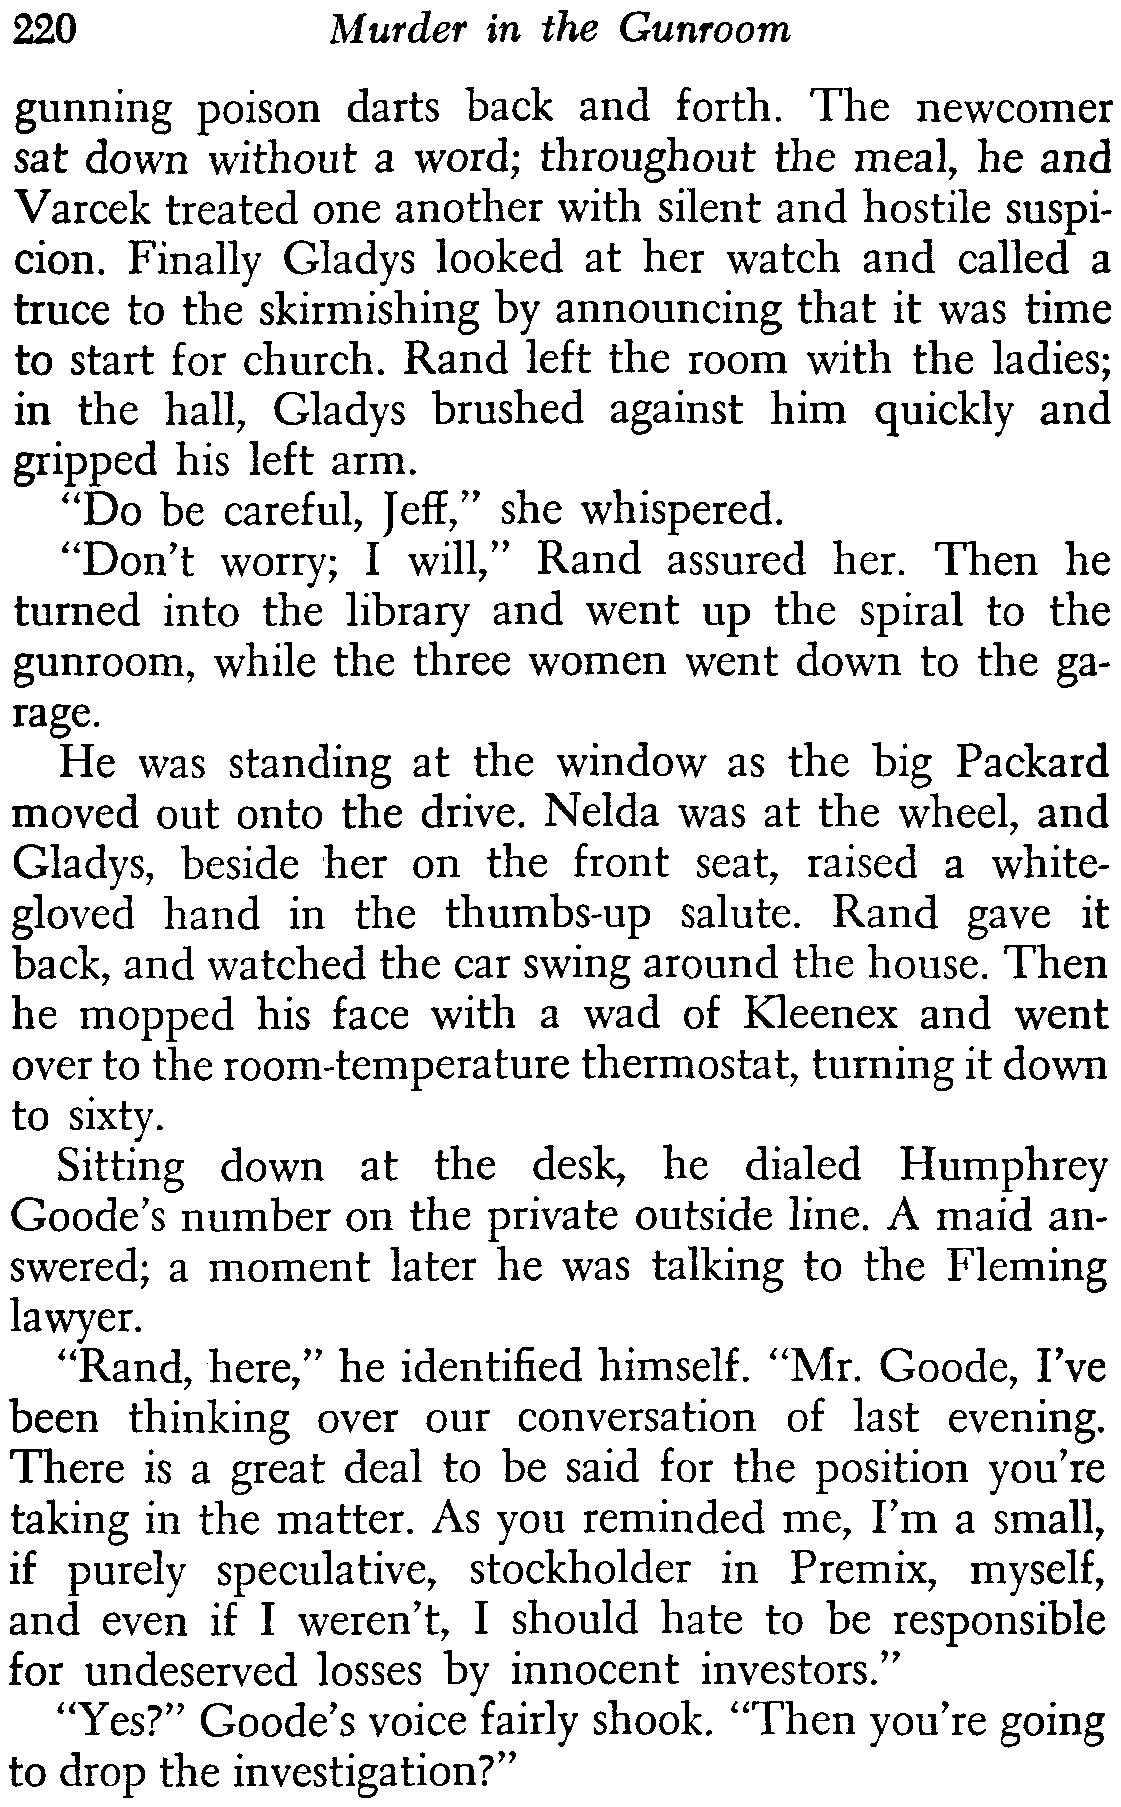 220 Murder in the Gunroom
gunning poison darts back and forth. The newcomer
sat down without a word; throughout the meal, he and
Varcek treated one another with silent and hostile suspi-
cion. Finally Gladys looked at her watch and called a
truce to the skirmishing by announcing that it was time
to start for church. Rand left the room with the ladies;
in the hall, Gladys brushed against him quickly and
gripped his left arm.
“Do be careful, Jeff,” she whispered.
“Don’t worry; I will,” Rand assured her. Then he
turned into the library and went up the spiral to the
gunroom, while the three women went down to the ga-
rage.
He was standing at the window as the big Packard
moved out onto the drive. Nelda was at the wheel, and
Gladys, beside her on the front seat, raised a white-
gloved hand in the thumbs-up salute. Rand gave it
back, and watched the car swing around the house. Then
he mopped his face with a wad of Kleenex and went
over to the room-temperature thermostat, turning it down
to sixty.
Sitting down at the desk, he dialed Humphrey
Goode’s number on the private outside line. A maid an-
swered; a moment later he was talking to the Fleming
lawyer.
“Rand, here,” he identified himself. “Mr. Goode, I’ve
been thinking over our conversation of last evening.
There is a great deal to be said for the position you’re
taking in the matter. As you reminded me, I’m a small,
if purely speculative, stockholder in Premix, myself,
and even if I weren’t, I should hate to be responsible
for undeserved losses by innocent investors.”
“Yes?” Goode’s voice fairly shook. “Then you’re going
to drop the investigation?”